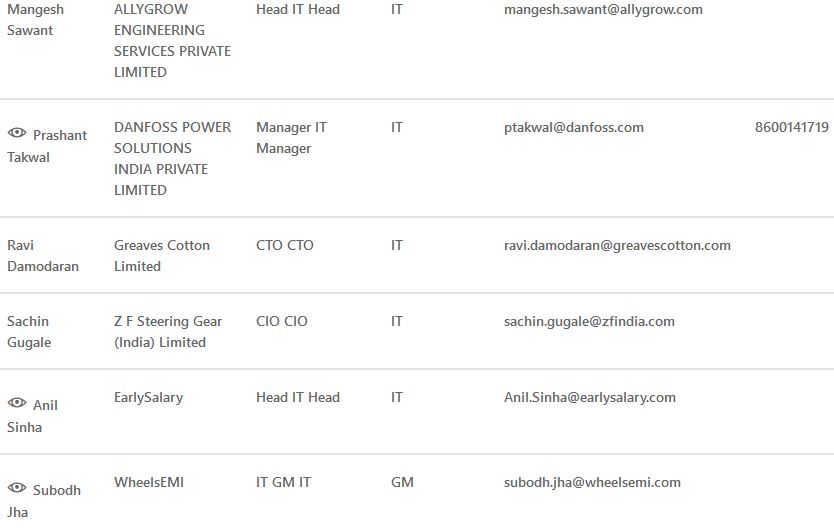 Mangesh ALLYGROW Head IT Head IT mangesh.sawant@allygrow.com
Sawant ENGINEERING
SERVICES PRIVATE
LIMITED
Prashant DANFOSS POWER Manager IT IT ptakwal@danfoss.com 8600141719
Takwal SOLUTIONS Manager
INDIA PRIVATE
LIMITED
Ravi Greaves Cotton CTO CTO IT ravi.damodaran@greavescotton.com
Damodaran Limited
Sachin Z F Steering Gear CIO CIO IT sachin.gugale@zfindia.com
Gugale (India) Limited
Anil EarlySalary Head IT Head IT Anil.Sinha@earlysalary.com
Sinha
Subodh WheelsEMI IT GM IT GM subodh.jha@wheelsemi.com
Jha